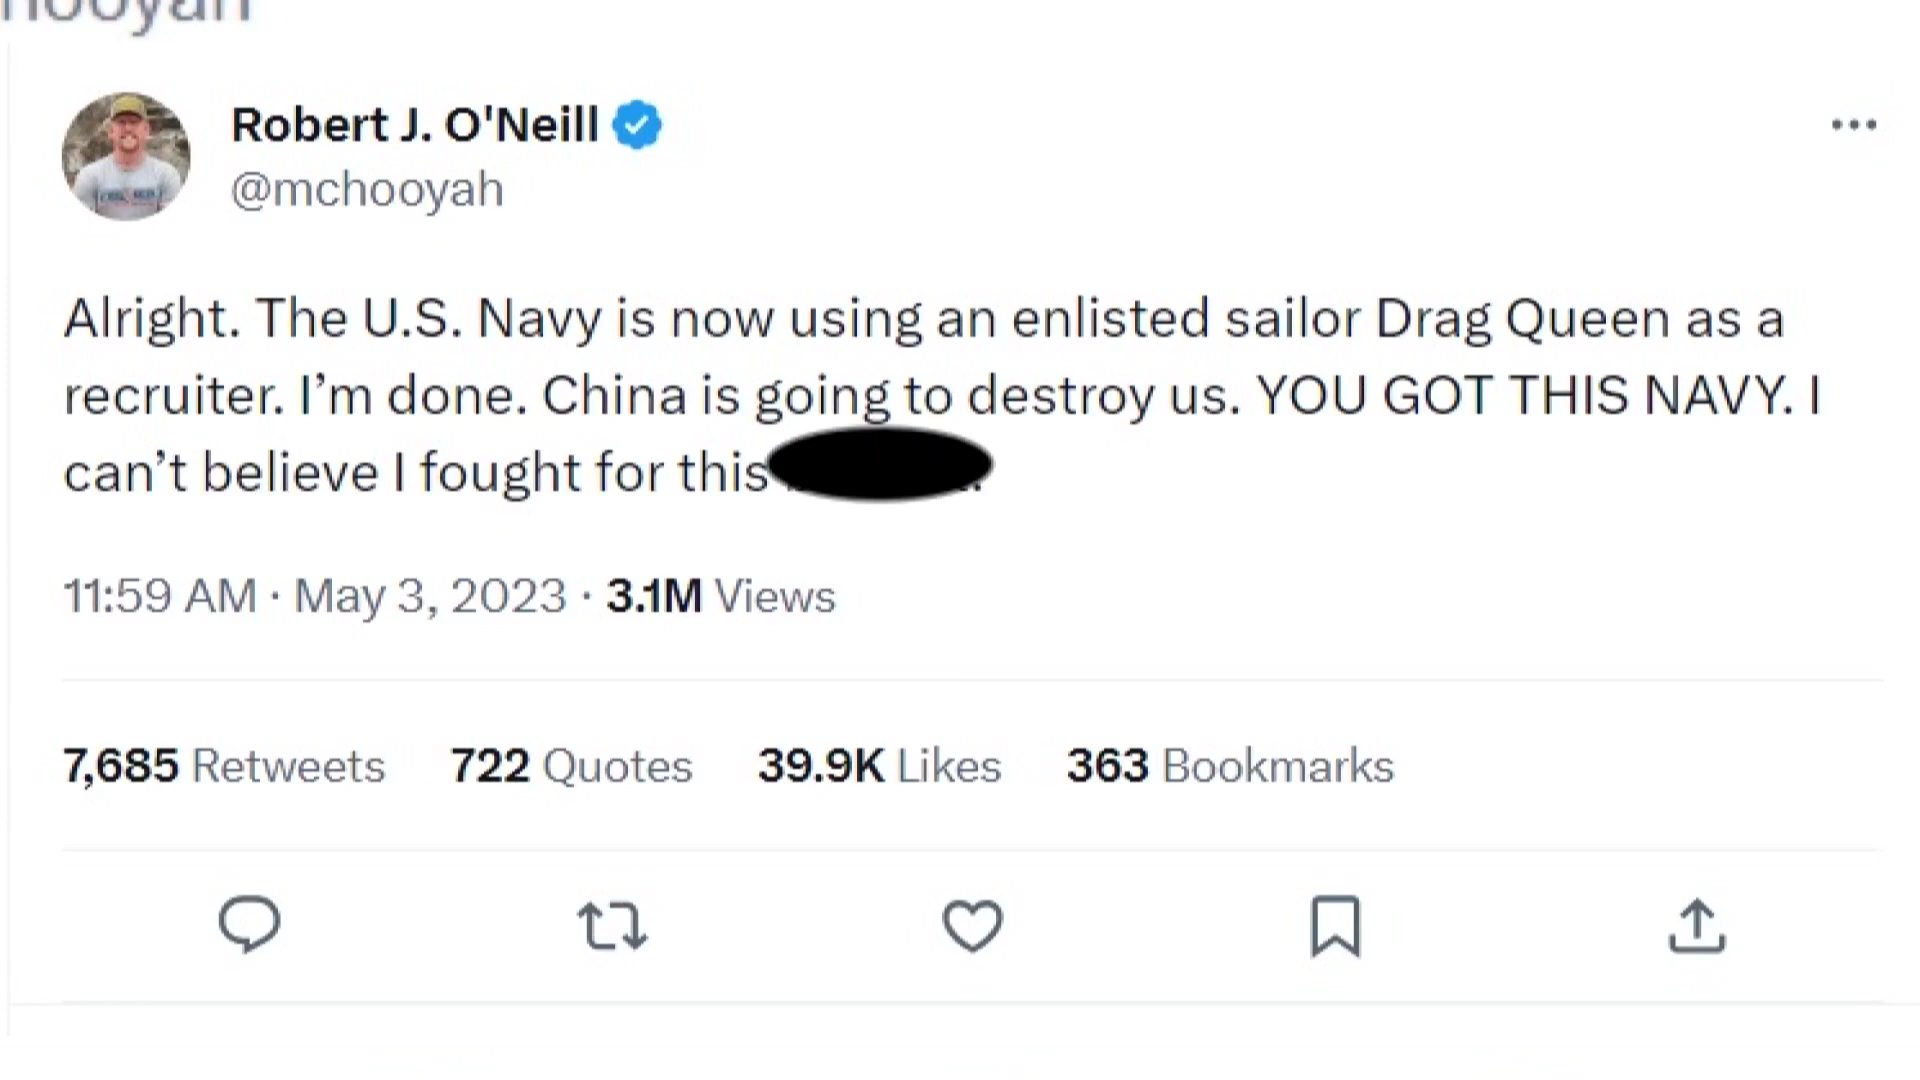 hooyah
Robert J. O'Neill
@mchooyah
Alright. The U.S. Navy is now using an enlisted sailor Drag Queen as a
recruiter. I’m done. China is going to destroy us. YOU GOT THIS NAVY. I
can’t believe I fought for this
11:59 AM · May 3, 2023 · 3.1M Views
7,685 Retweets 722 Quotes 39.9K Likes 363 Bookmarks